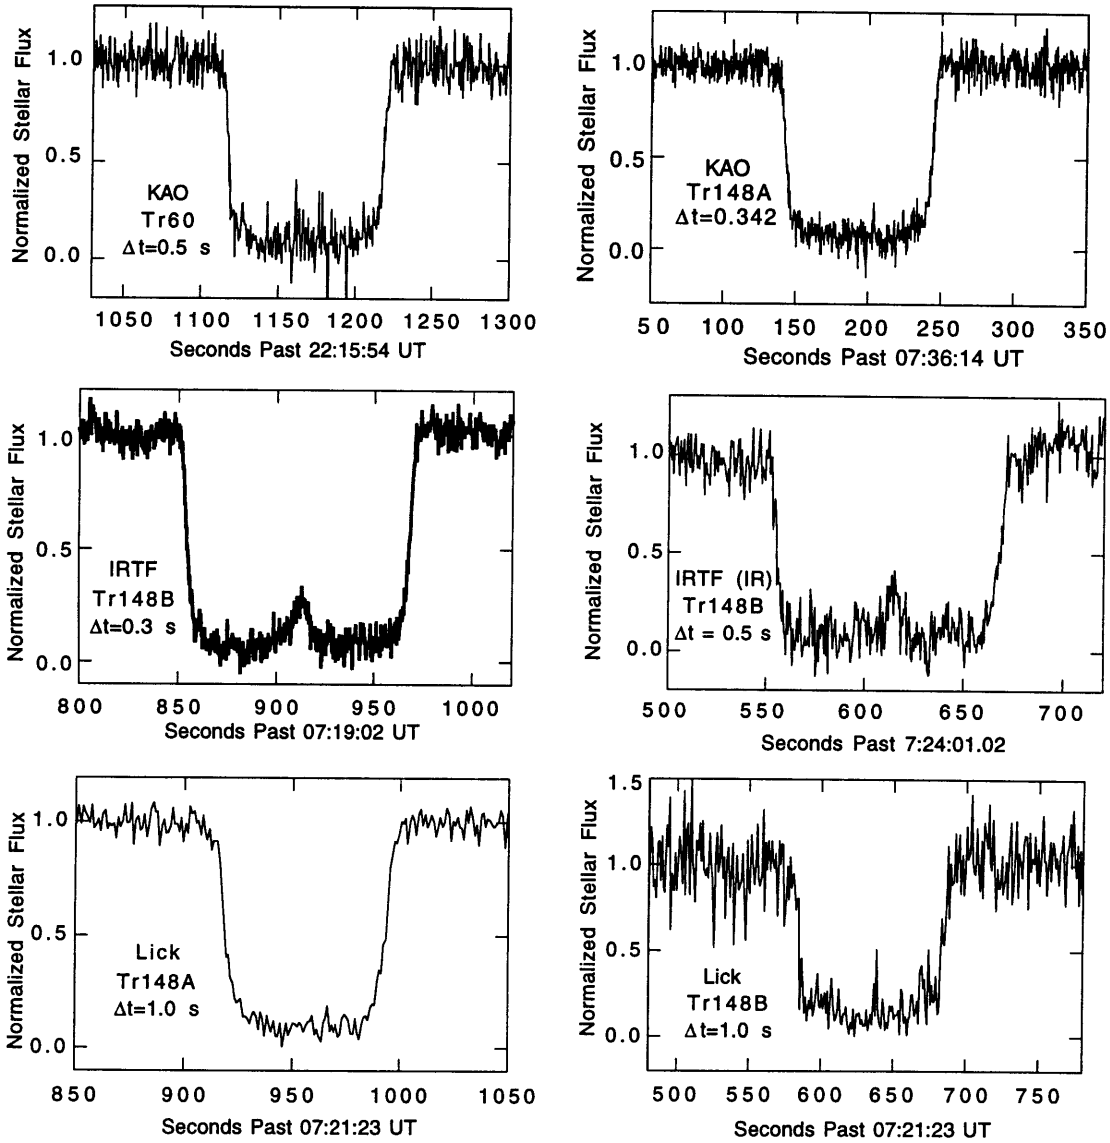 Normalized Stellar Flux
1.0
0.5
0.0
KAO
Tr60
Δt=0.5 s
1050 1100 1150 1200 1250 1300
Seconds Past 22:15:54 UT
Normalized Stellar Flux
1.0
0.5
0.0
KAO
Tr148A
Δt=0.342
50 100 150 200 250 300 350
Seconds Past 07:36:14 UT
Normalized Stellar Flux
1.0
0.5
0.0
IRTF
Tr148B
Δt=0.3 s
800 850 900 950 1000
Seconds Past 07:19:02 UT
Normalized Stellar Flux
1.0
0.5
0.0
IRTF (IR)
Tr148B
Δt = 0.5 s
500 550 600 650 700
Seconds Past 7:24:01.02
Normalized Stellar Flux
1.0
0.5
0.0
Lick
Tr148A
Δt=1.0 s
850 900 950 1000 1050
Seconds Past 07:21:23 UT
Normalized Stellar Flux
1.5
1.0
0.5
0.0
Lick
Tr148B
Δt=1.0 s
500 550 600 650 700 750
Seconds Past 07:21:23 UT